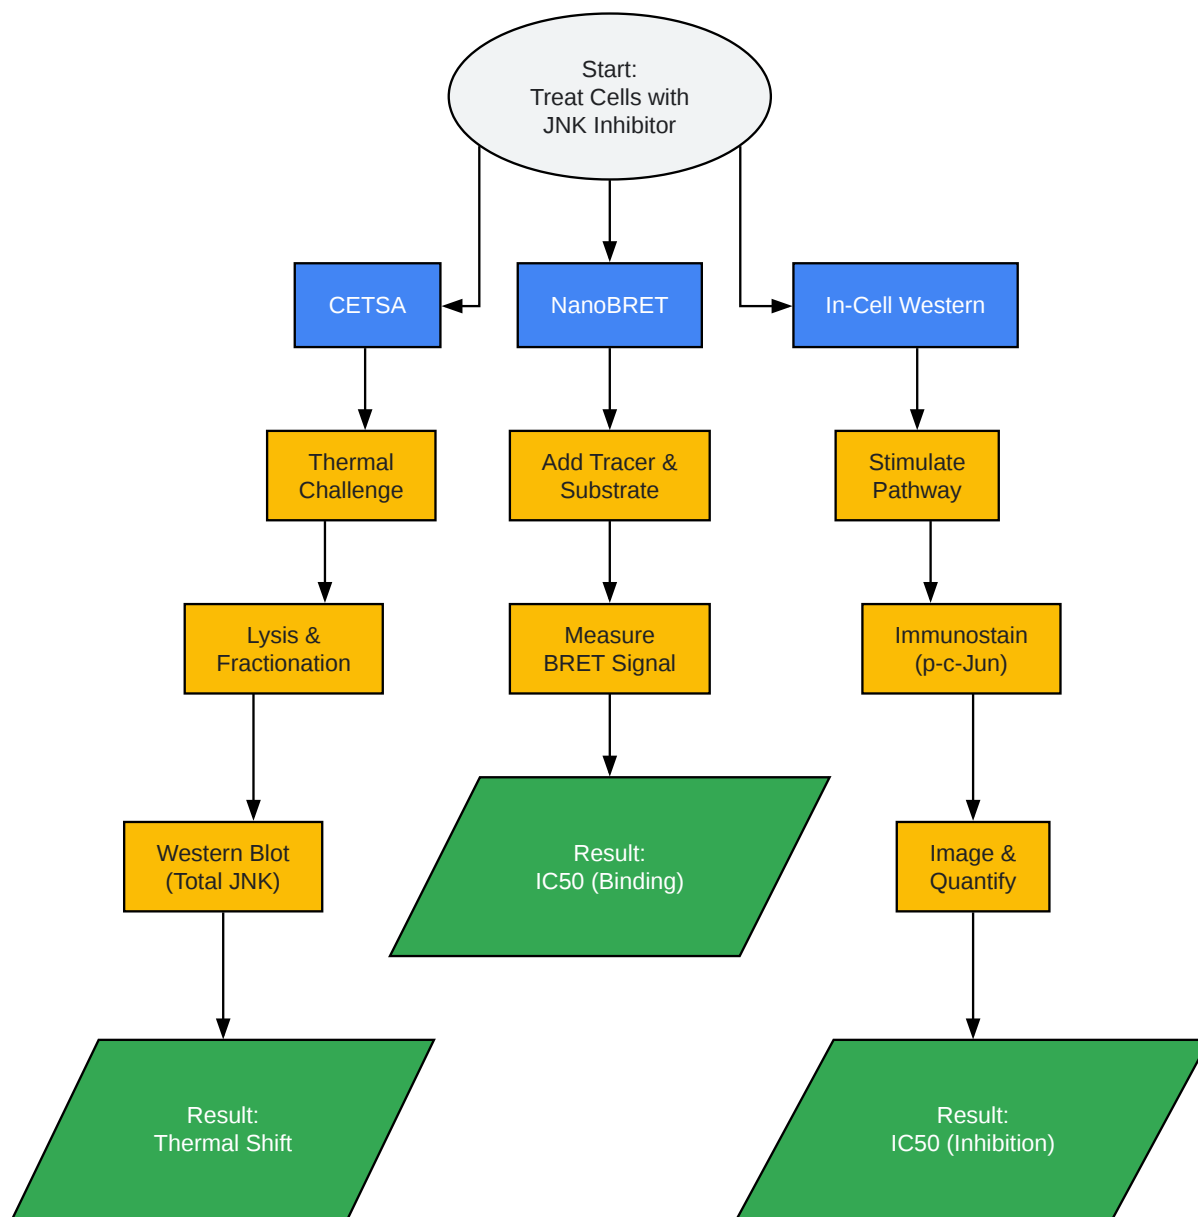 Start:
Treat Cells with
JNK Inhibitor
CETSA
NanoBRET
In-Cell Western
Thermal
Challenge
Add Tracer &
Substrate
Stimulate
Pathway
Lysis &
Fractionation
Measure
BRET Signal
Immunostain
(p-c-Jun)
Western Blot
(Total JNK)
Result:
IC50 (Binding)
Image &
Quantify
Result:
Thermal Shift
Result:
IC50 (Inhibition)